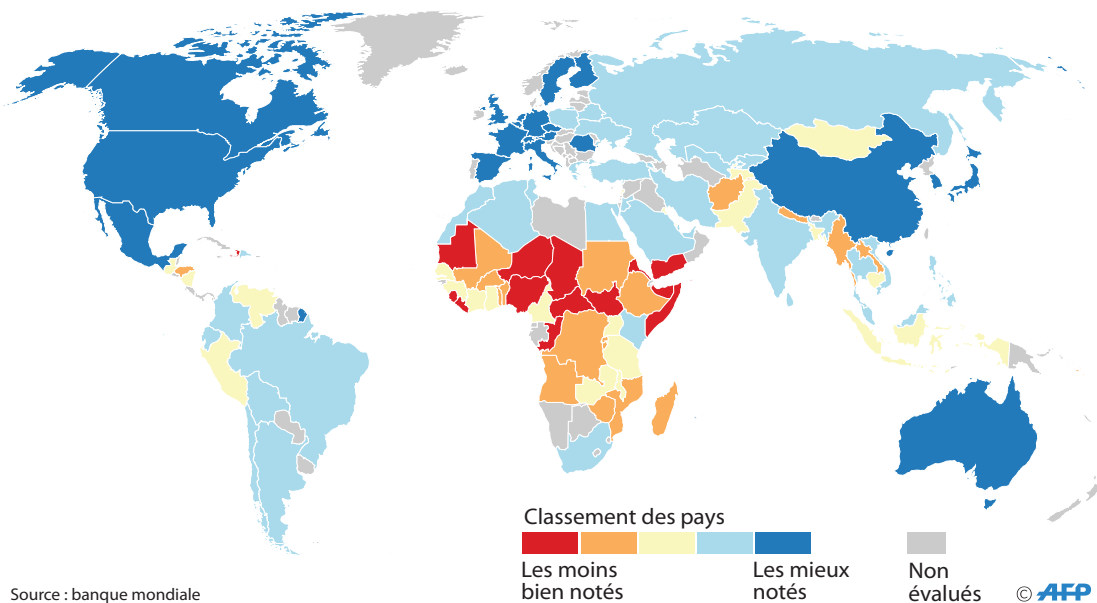 Classement des pays
Les moins
bien notés
Les mieux
notés
Non
évalués
Source : banque mondiale
© AFP